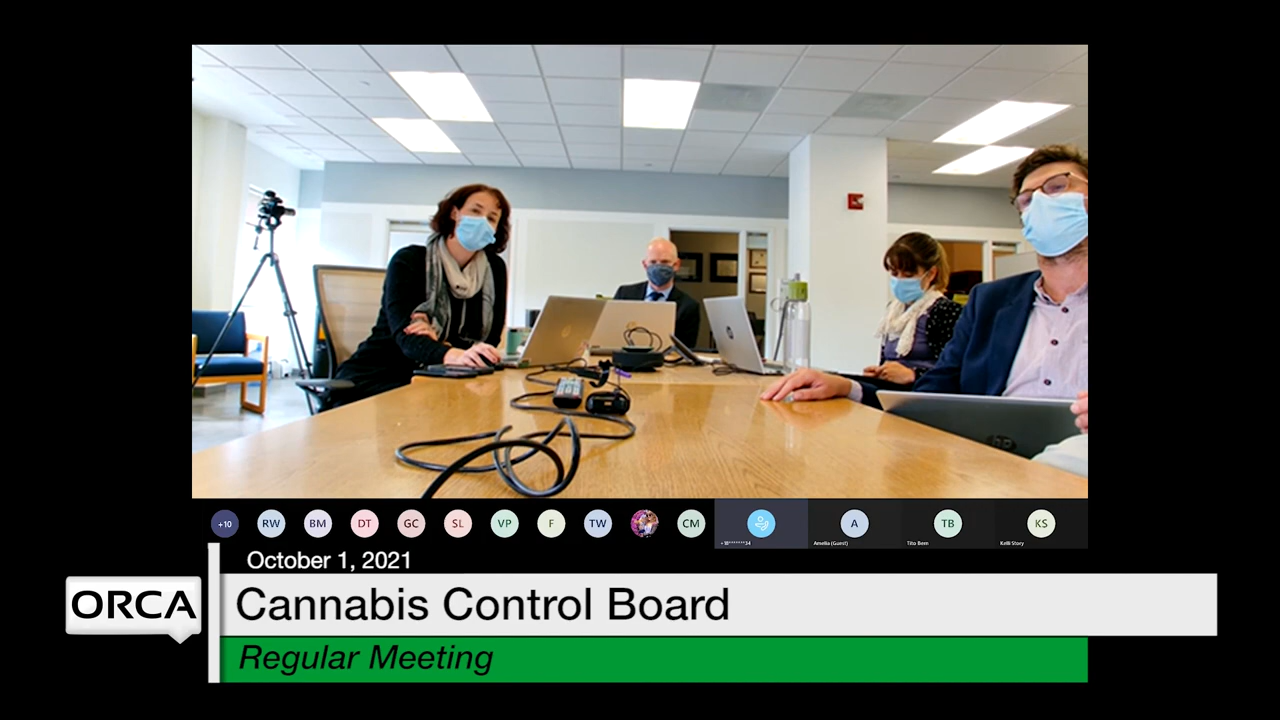 +10 RW BM DT GC SL VP F TW CM A TB KS
Amelia (Guest) Tito Bern Kelli Story
October 1, 2021
ORCA
Cannabis Control Board
Regular Meeting